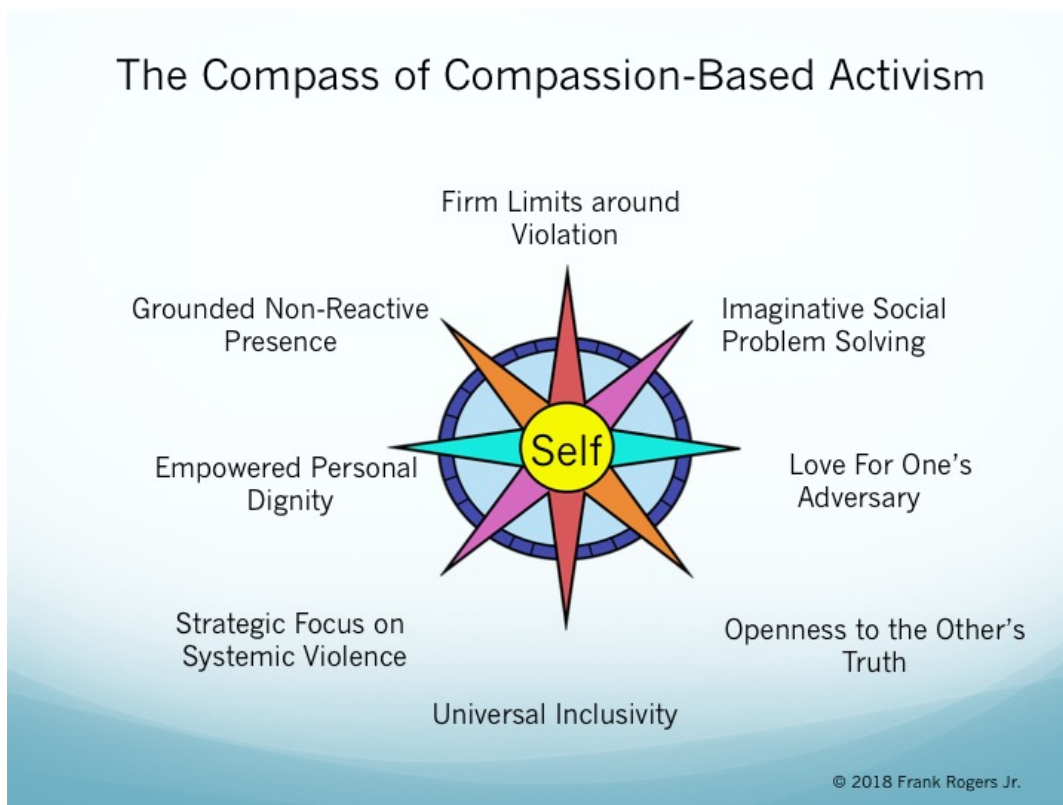 The Compass of Compassion-Based Activism
Firm Limits around
Violation
Grounded Non-Reactive
Presence
Imaginative Social
Problem Solving
Self
Empowered Personal
Dignity
Love For One's
Adversary
Strategic Focus on
Systemic Violence
Openness to the Other's
Truth
Universal Inclusivity
© 2018 Frank Rogers Jr.